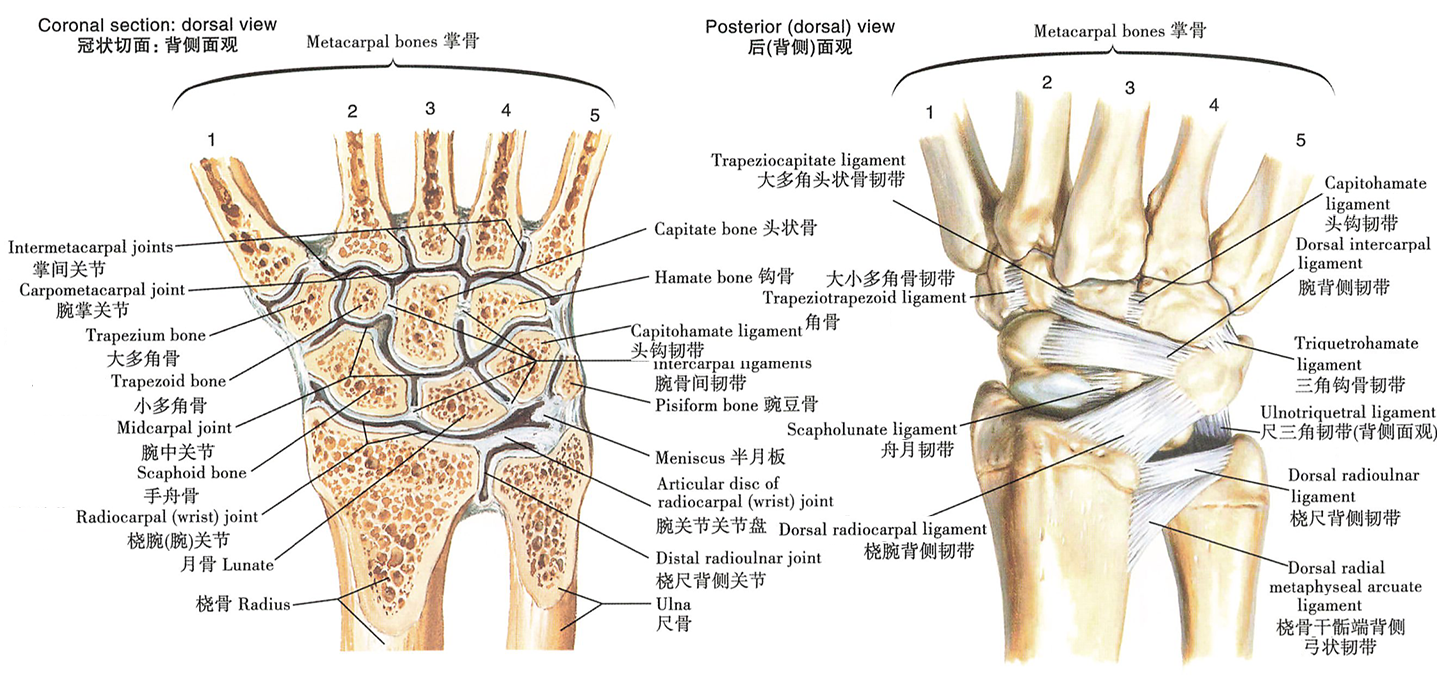 Coronal section: dorsal view
冠状切面: 背侧面观
Metacarpal bones 掌骨
1
2
3
4
5
Intermetacarpal joints
掌间关节
Carpometacarpal joint
腕掌关节
Trapezium bone
大多角骨
Trapezoid bone
小多角骨
Midcarpal joint
腕中关节
Scaphoid bone
手舟骨
Radiocarpal (wrist) joint
桡腕(腕)关节
月骨 Lunate
桡骨 Radius
Capitate bone 头状骨
Hamate bone 钩骨
Capitohamate ligament
角骨
头钩韧带
Intercarpal ligaments
腕骨间韧带
Pisiform bone 豌豆骨
Meniscus 半月板
Articular disc of
radiocarpal (wrist) joint
腕关节关节盘
Distal radioulnar joint
桡尺背侧关节
Ulna
尺骨
Posterior (dorsal) view
后(背侧)面观
Metacarpal bones 掌骨
1
2
3
4
5
Trapeziocapitate ligament
大多角头状骨韧带
大小多角骨韧带
Trapeziotrapezoid ligament
Scapholunate ligament
舟月韧带
Dorsal radiocarpal ligament
桡腕背侧韧带
Capitohamate
ligament
头钩韧带
Dorsal intercarpal
ligament
腕背侧韧带
Triquetrohamate
ligament
三角钩骨韧带
Ulnotriquetral ligament
尺三角韧带(背侧面观)
Dorsal radioulnar
ligament
桡尺背侧韧带
Dorsal radial
metaphyseal arcuate
ligament
桡骨干骺端背侧
弓状韧带